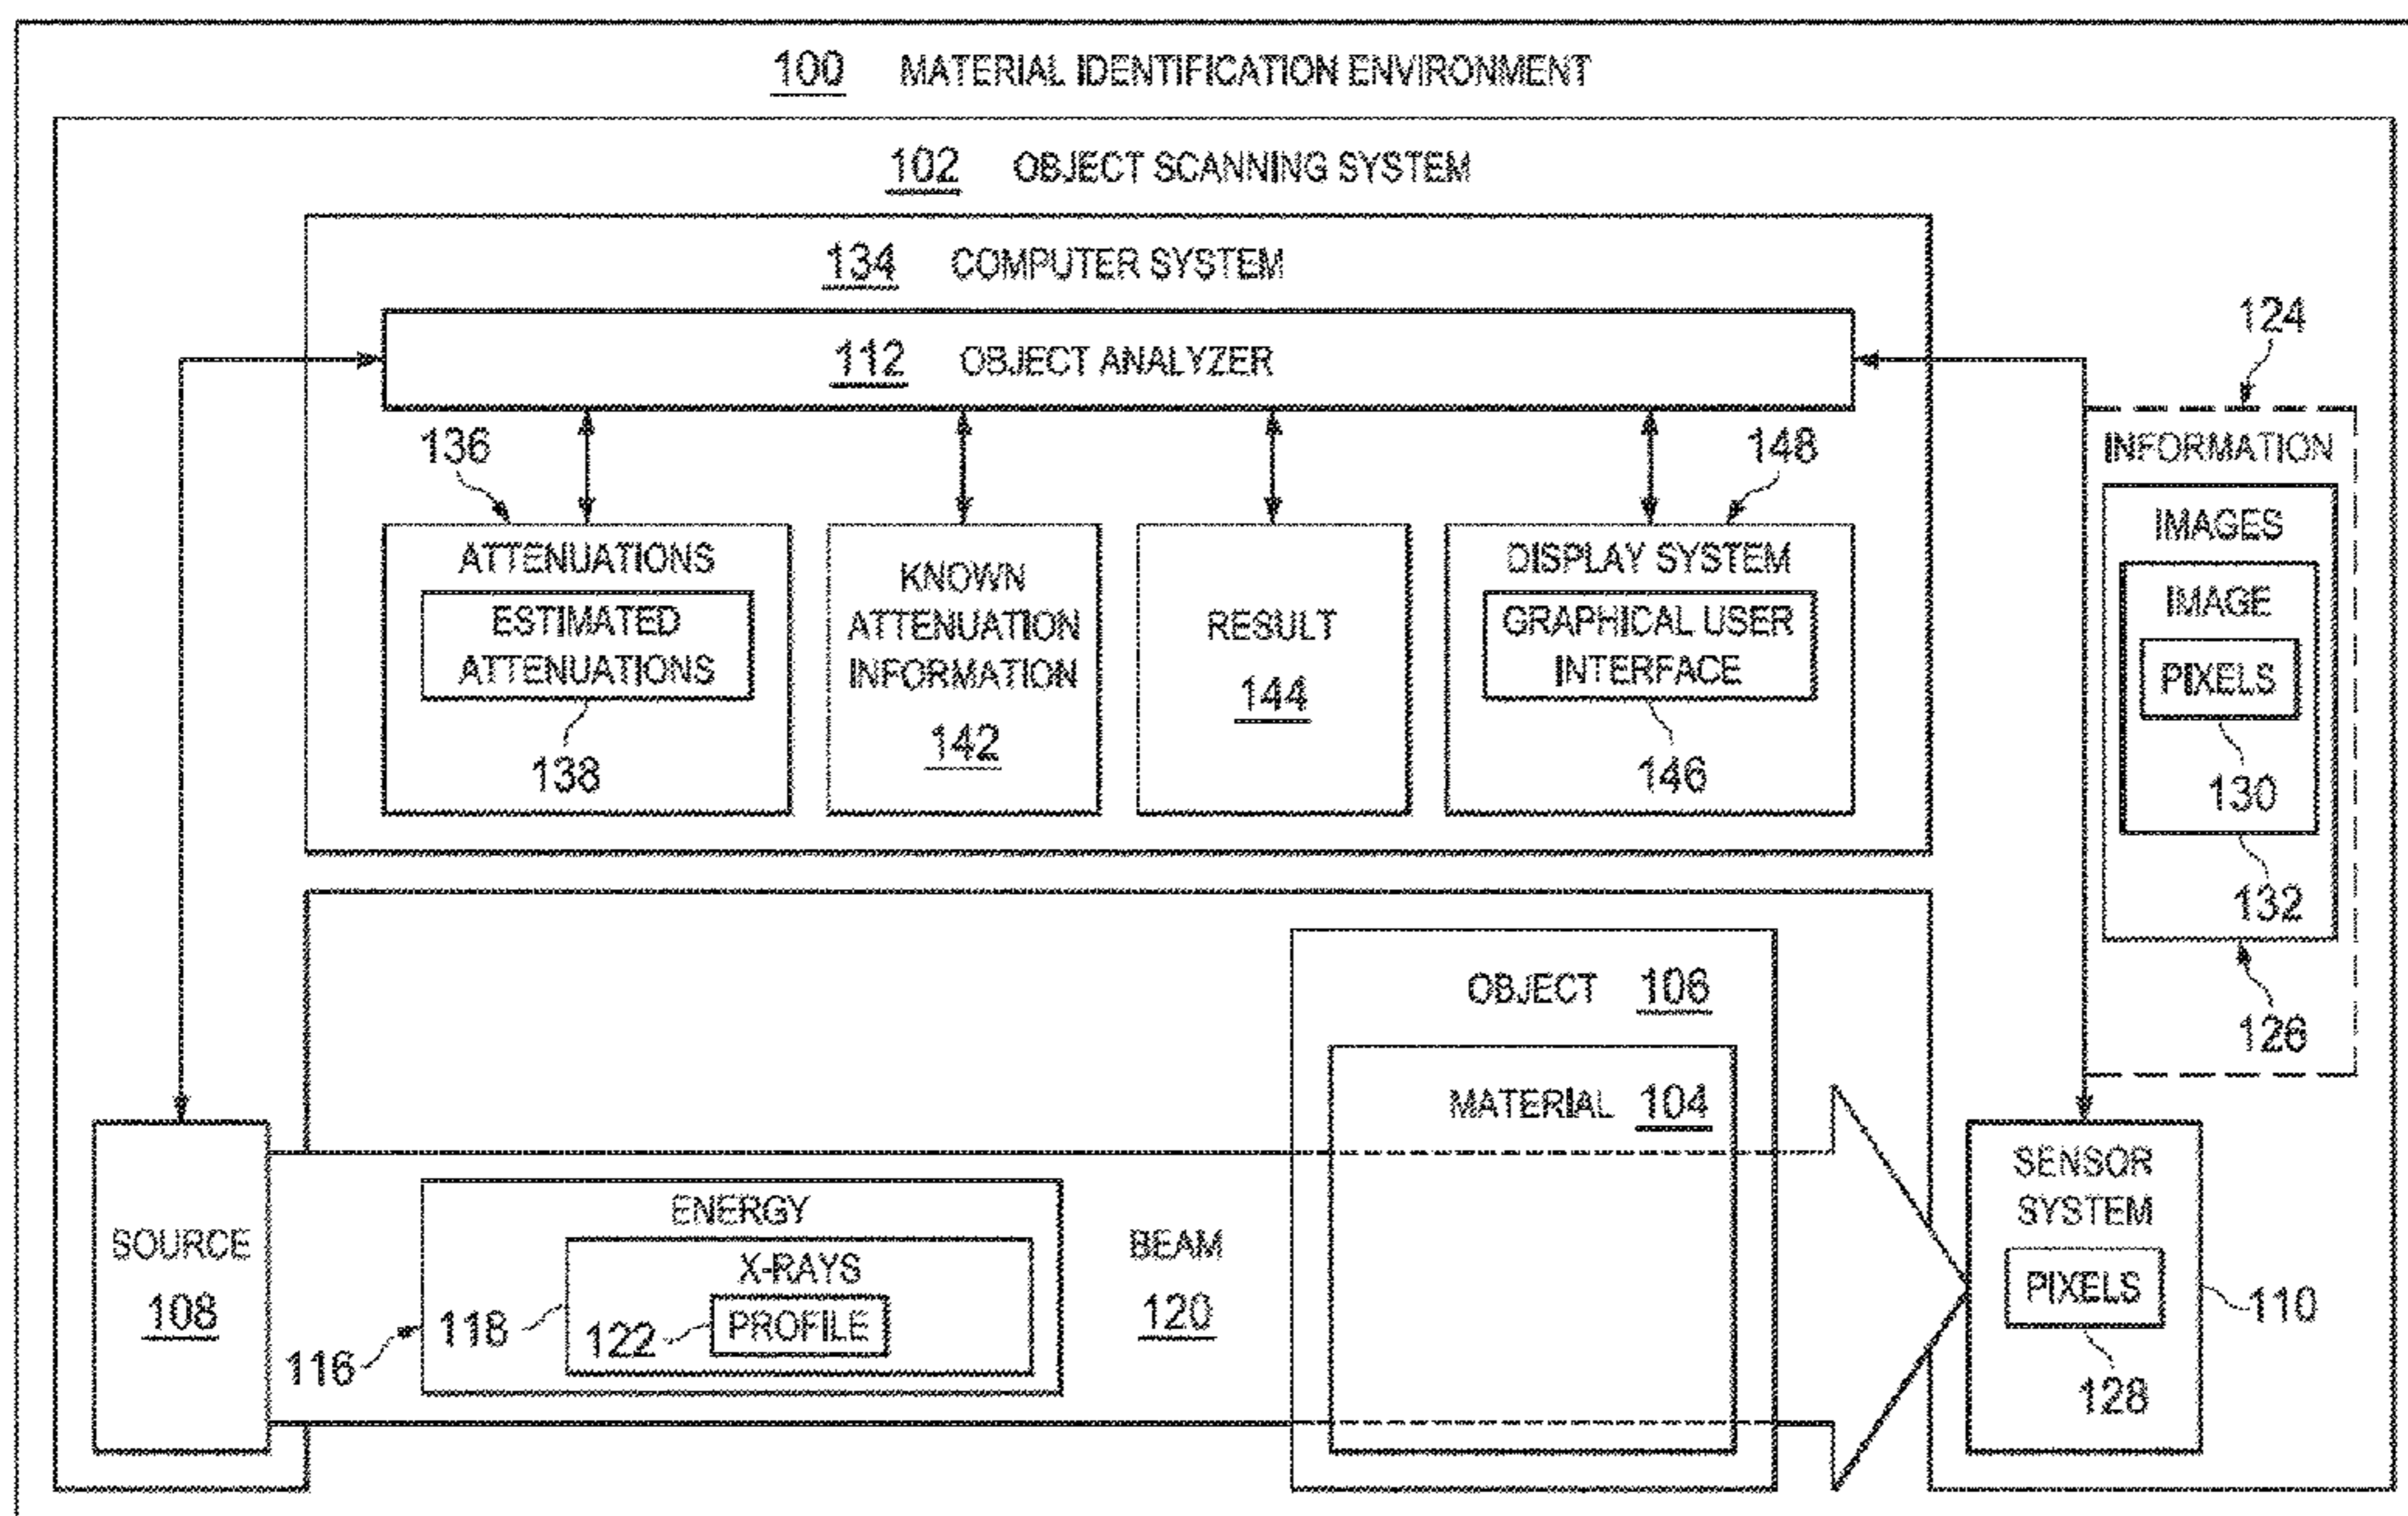 100 MATERIAL IDENTIFICATION ENVIRONMENT
102 OBJECT SCANNING SYSTEM
134 COMPUTER SYSTEM
112 OBJECT ANALYZER
136
148
ATTENUATIONS
ESTIMATED
ATTENUATIONS
138
KNOWN
ATTENUATION
INFORMATION
142
RESULT
144
DISPLAY SYSTEM
GRAPHICAL USER
INTERFACE
146
124
INFORMATION
IMAGES
IMAGE
PIXELS
130
132
126
OBJECT 106
MATERIAL 104
SOURCE
108
ENERGY
X-RAYS
PROFILE
116
118
122
BEAM
120
SENSOR
SYSTEM
PIXELS
128
110